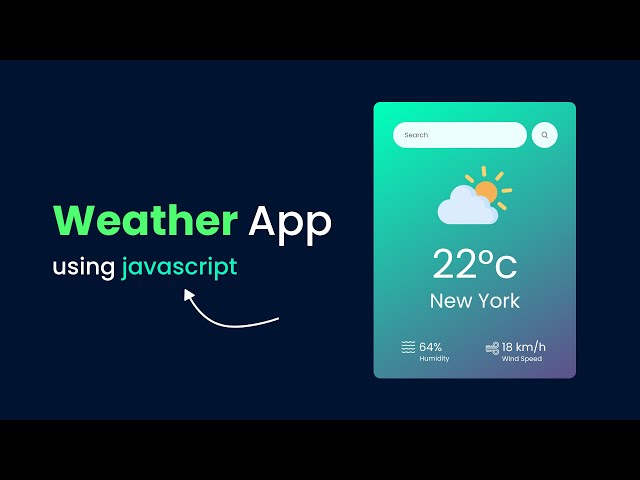 Weather App
using javascript
Search
22°c
New York
64%
Humidity
18 km/h
Wind Speed